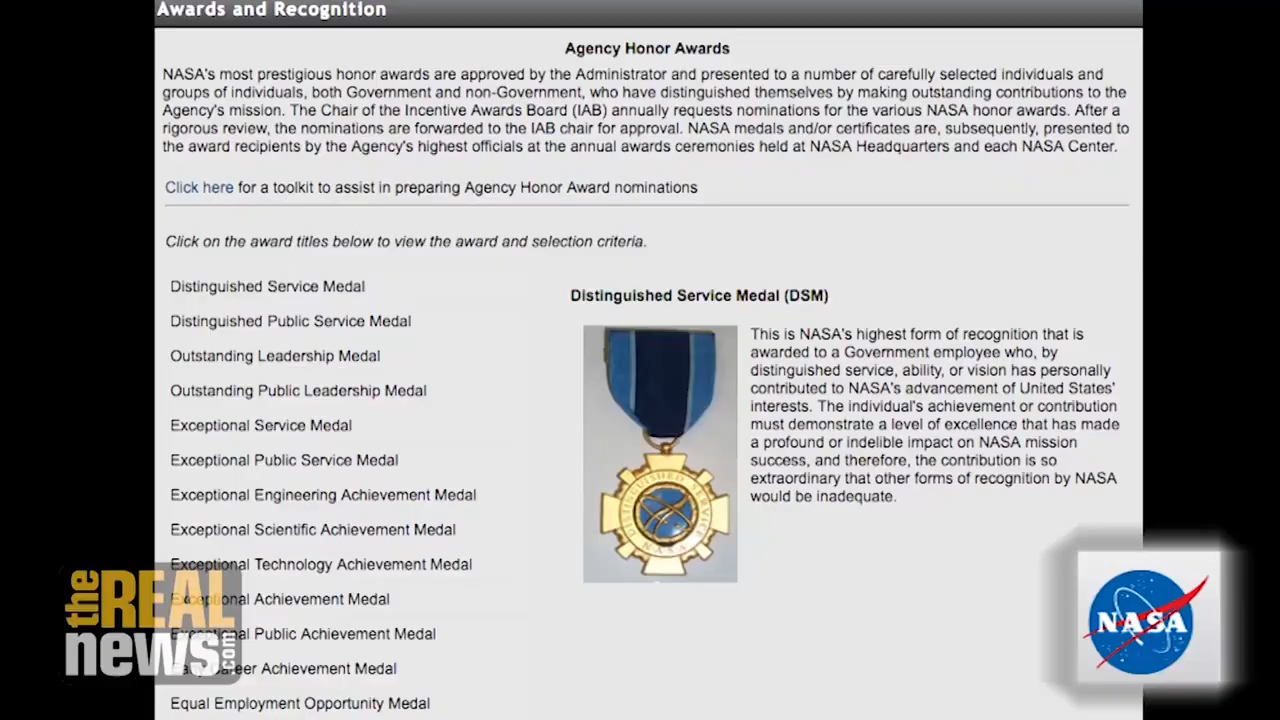 Awards and Recognition
Agency Honor Awards
NASA's most prestigious honor awards are approved by the Administrator and presented to a number of carefully selected individuals and
groups of individuals, both Government and non-Government, who have distinguished themselves by making outstanding contributions to the
Agency's mission. The Chair of the Incentive Awards Board (IAB) annually requests nominations for the various NASA honor awards. After a
rigorous review, the nominations are forwarded to the IAB chair for approval. NASA medals and/or certificates are, subsequently, presented to
the award recipients by the Agency's highest officials at the annual awards ceremonies held at NASA Headquarters and each NASA Center.
Click here for a toolkit to assist in preparing Agency Honor Award nominations
Click on the award titles below to view the award and selection criteria.
Distinguished Service Medal
Distinguished Public Service Medal
Outstanding Leadership Medal
Outstanding Public Leadership Medal
Exceptional Service Medal
Exceptional Public Service Medal
Exceptional Engineering Achievement Medal
Exceptional Scientific Achievement Medal
Exceptional Technology Achievement Medal
Exceptional Achievement Medal
Exceptional Public Achievement Medal
Early Career Achievement Medal
Equal Employment Opportunity Medal
Distinguished Service Medal (DSM)
This is NASA's highest form of recognition that is
awarded to a Government employee who, by
distinguished service, ability, or vision has personally
contributed to NASA's advancement of United States'
interests. The individual's achievement or contribution
must demonstrate a level of excellence that has made
a profound or indelible impact on NASA mission
success, and therefore, the contribution is so
extraordinary that other forms of recognition by NASA
would be inadequate.
DISTINGUISHED SERVICE
NASA
the REAL
news.com
NASA